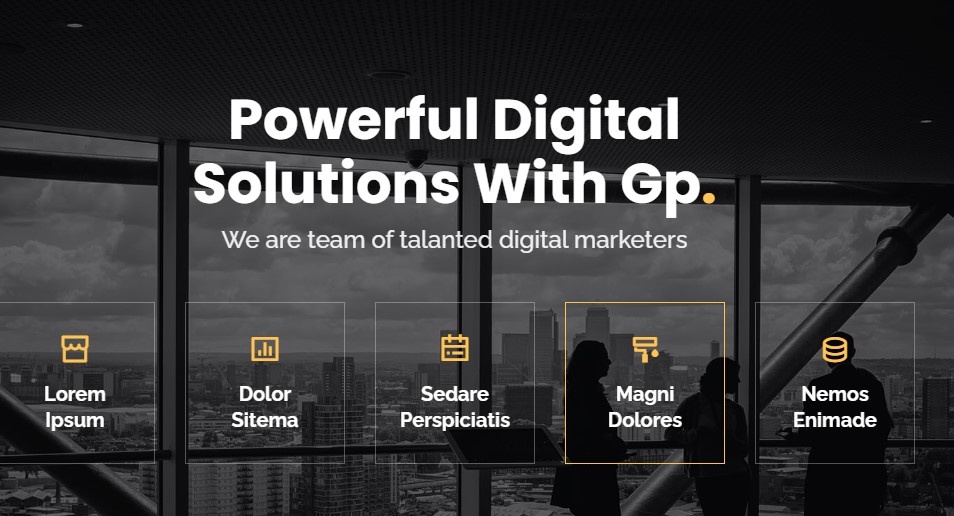 Powerful Digital
Solutions With Gp.
We are team of talanted digital marketers
Lorem
Ipsum
Dolor
Sitema
Sedare
Perspiciatis
Magni
Dolores
Nemos
Enimade